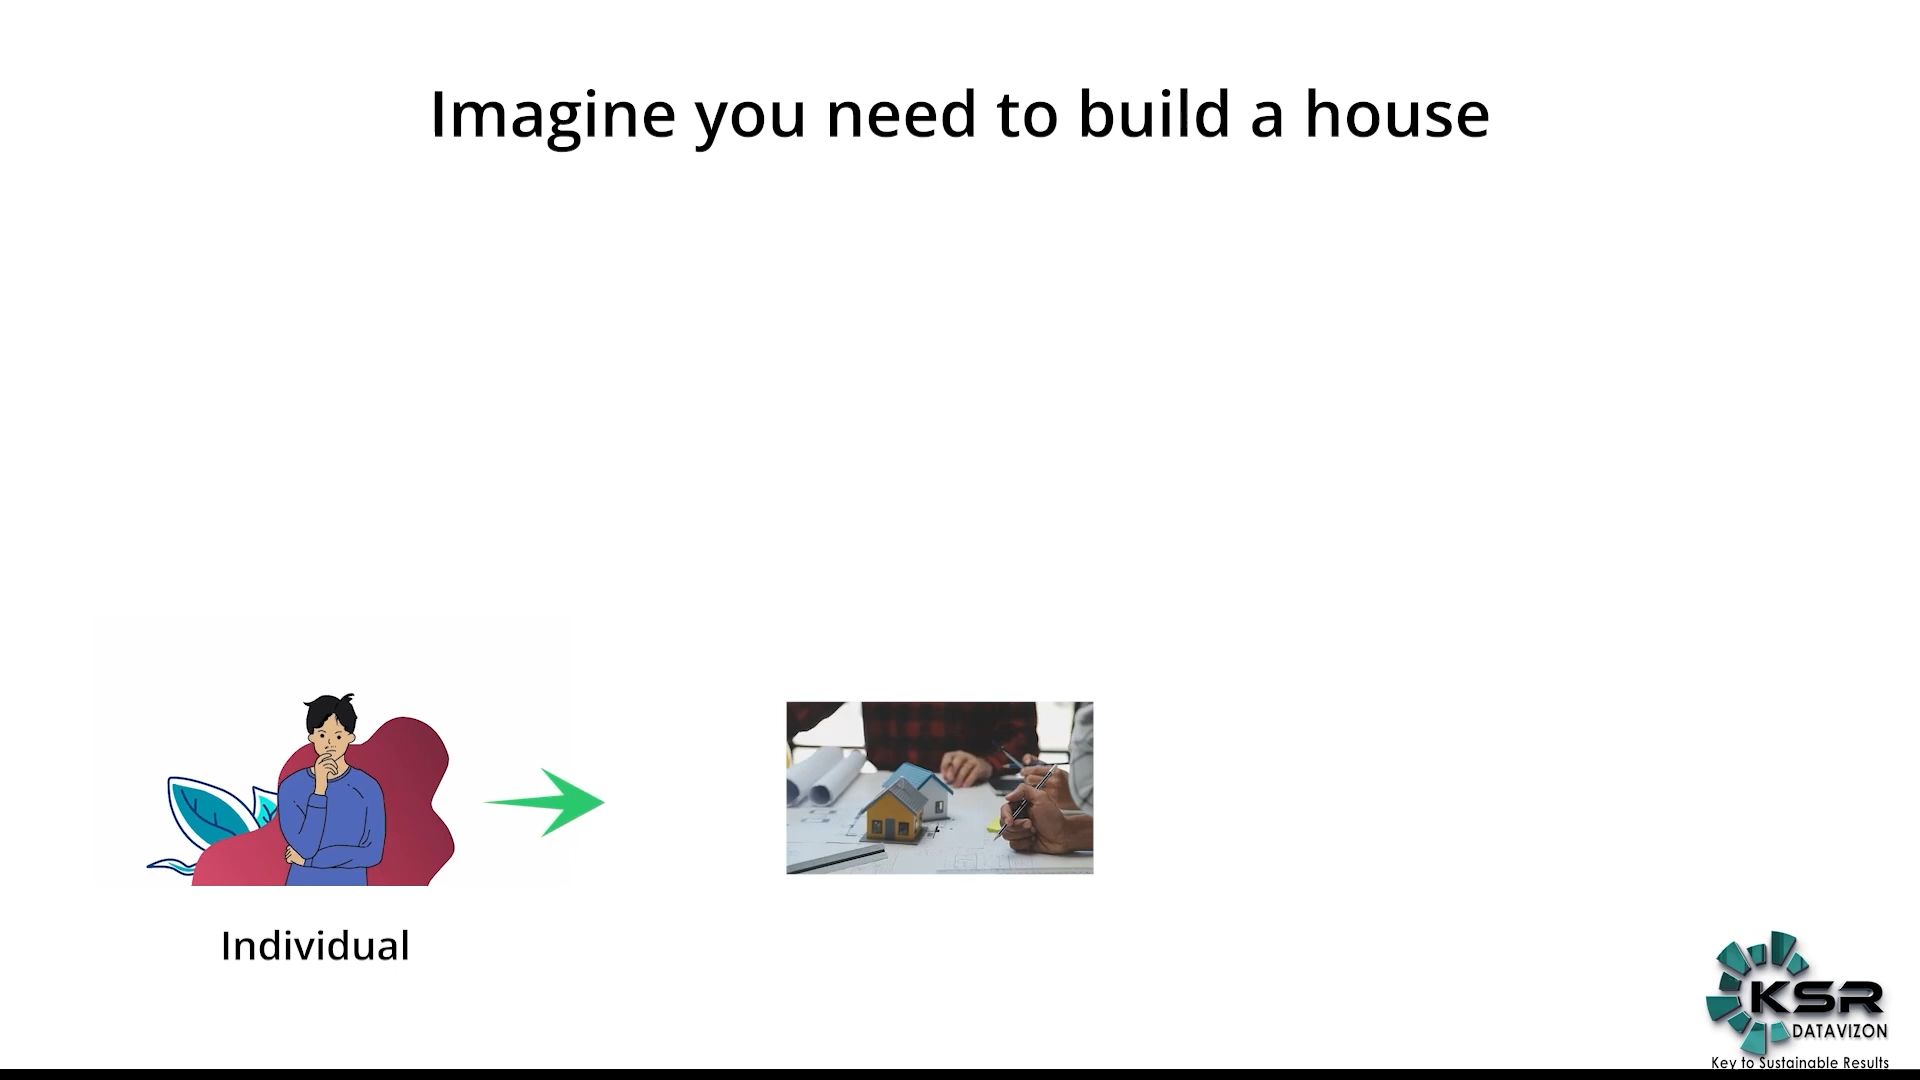 Imagine you need to build a house
Individual
KSR
DATAVIZON
Key to Sustainable Results